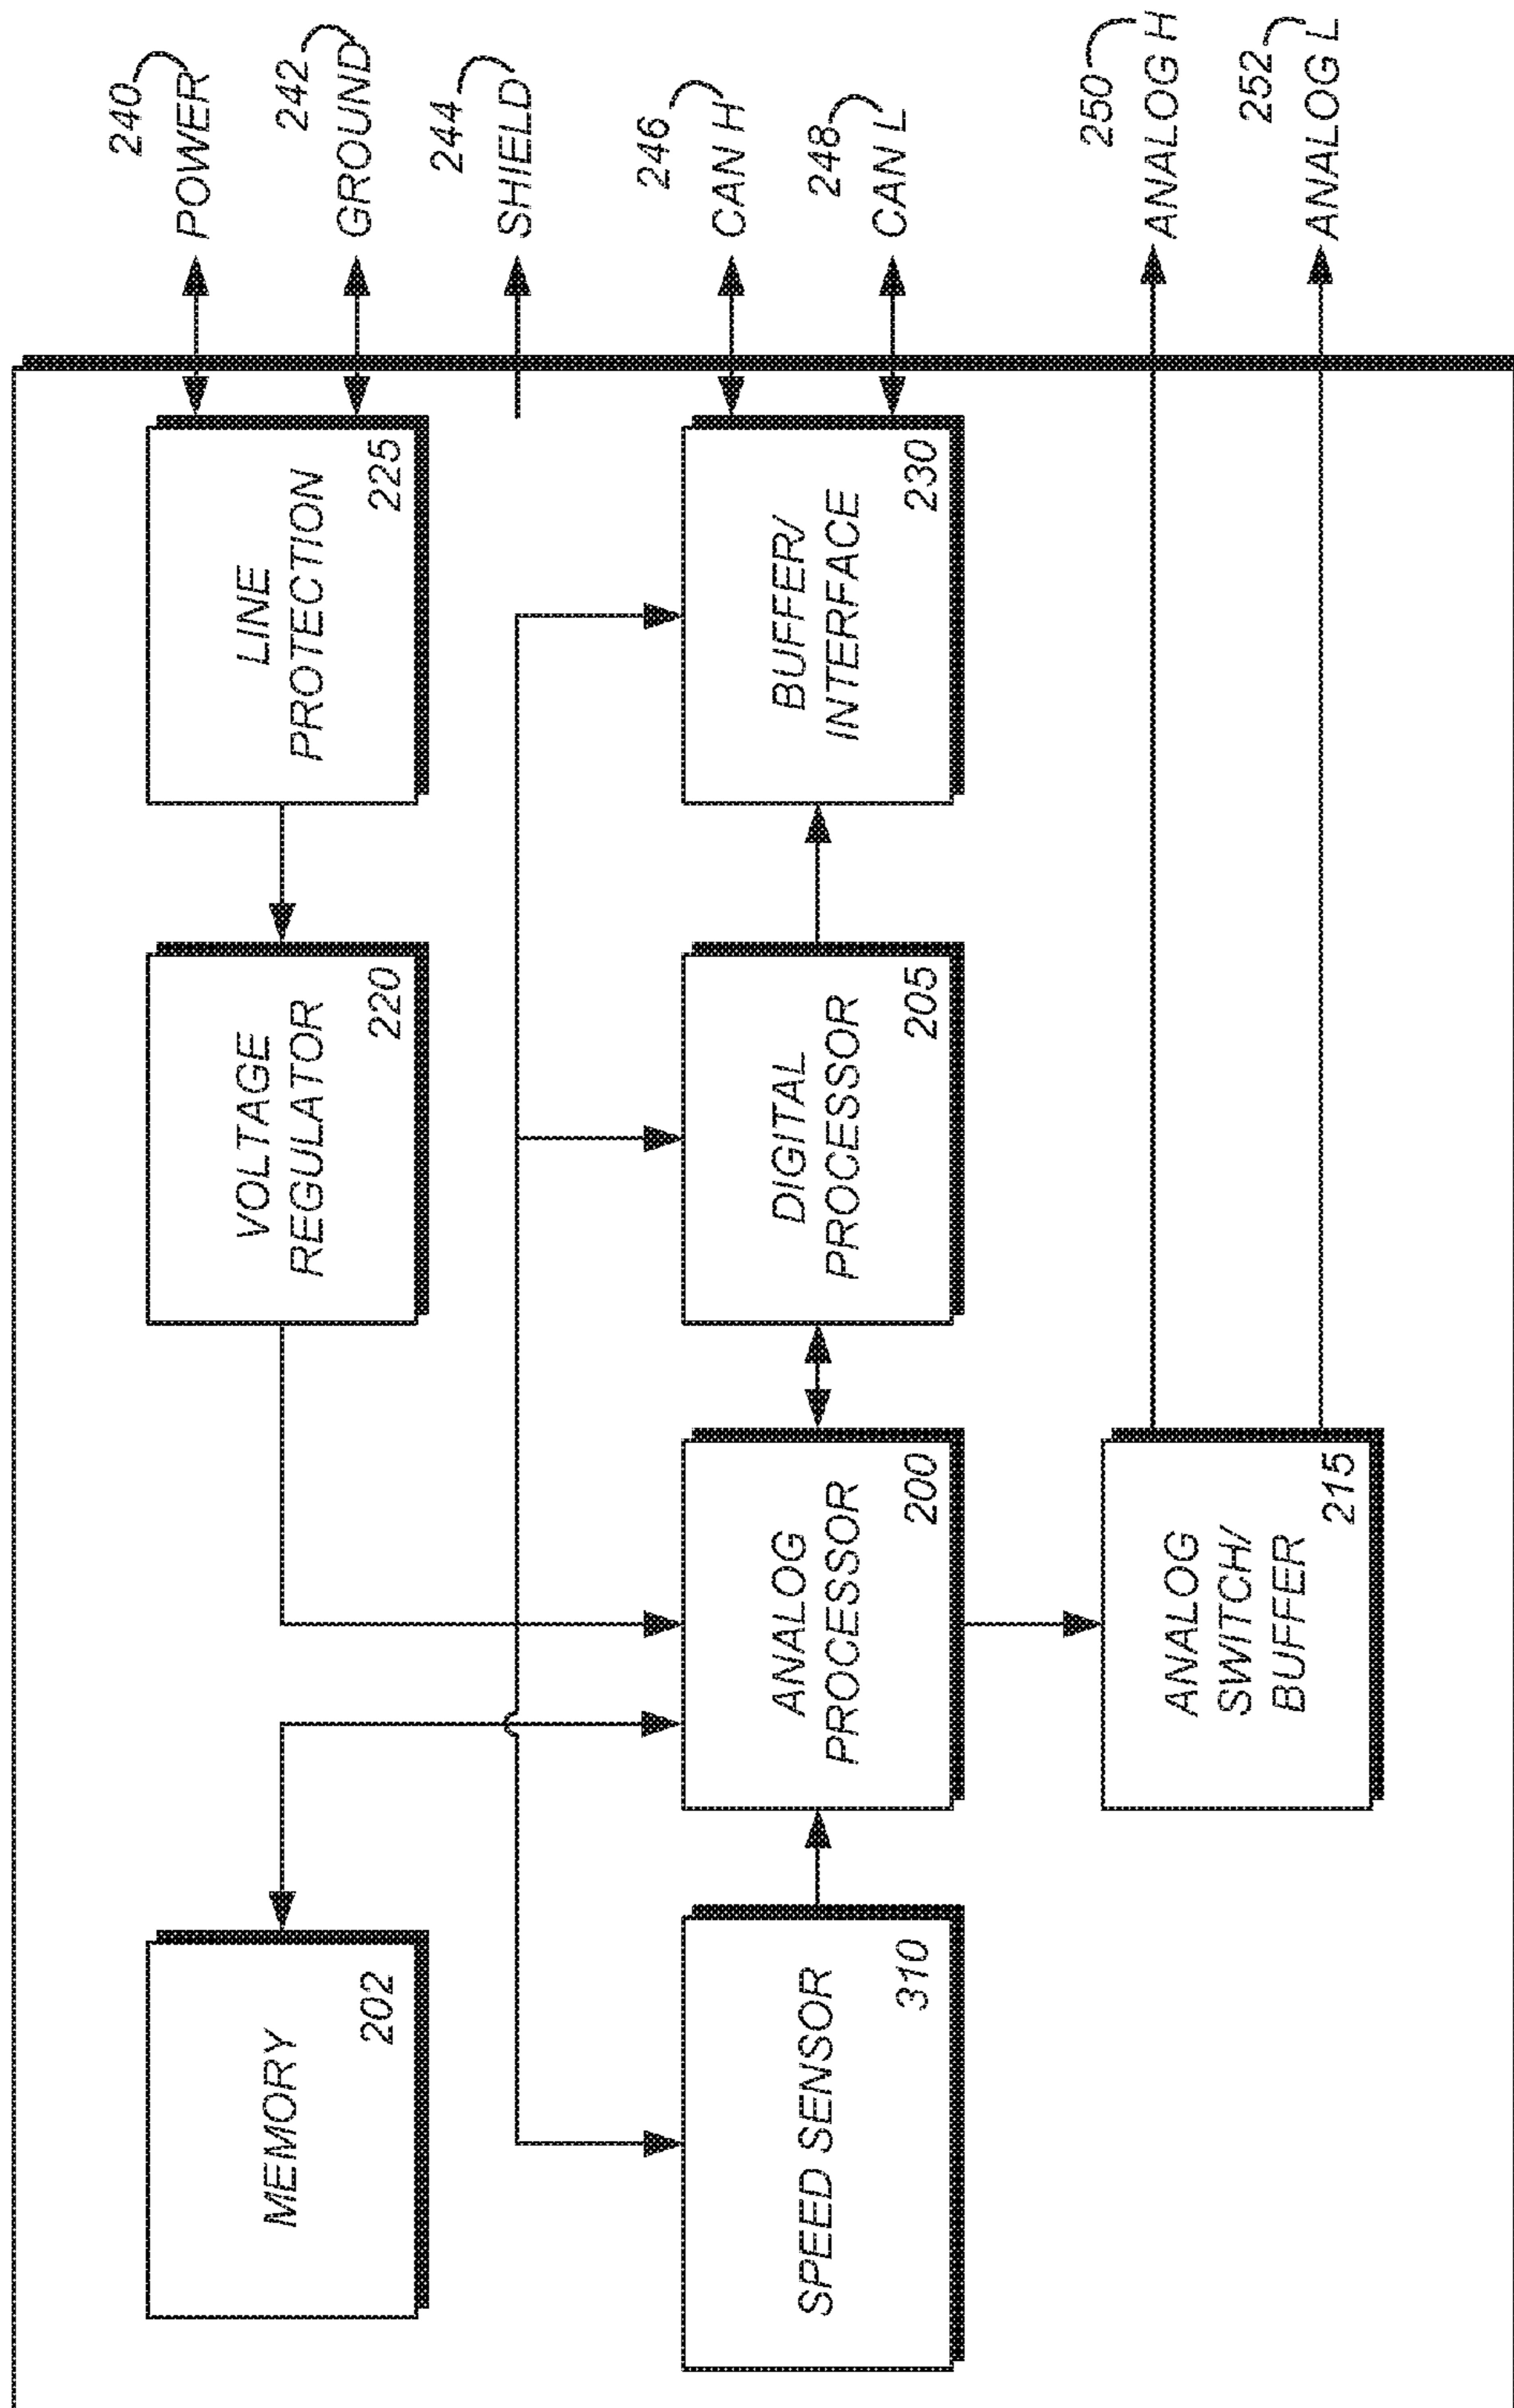 MEMORY
202
VOLTAGE
REGULATOR
220
LINE
PROTECTION
225
240
POWER
242
GROUND
244
SHIELD
SPEED SENSOR
310
ANALOG
PROCESSOR
200
DIGITAL
PROCESSOR
205
BUFFER/
INTERFACE
230
246
CAN H
248
CAN L
ANALOG
SWITCH/
BUFFER
215
250
ANALOG H
252
ANALOG L